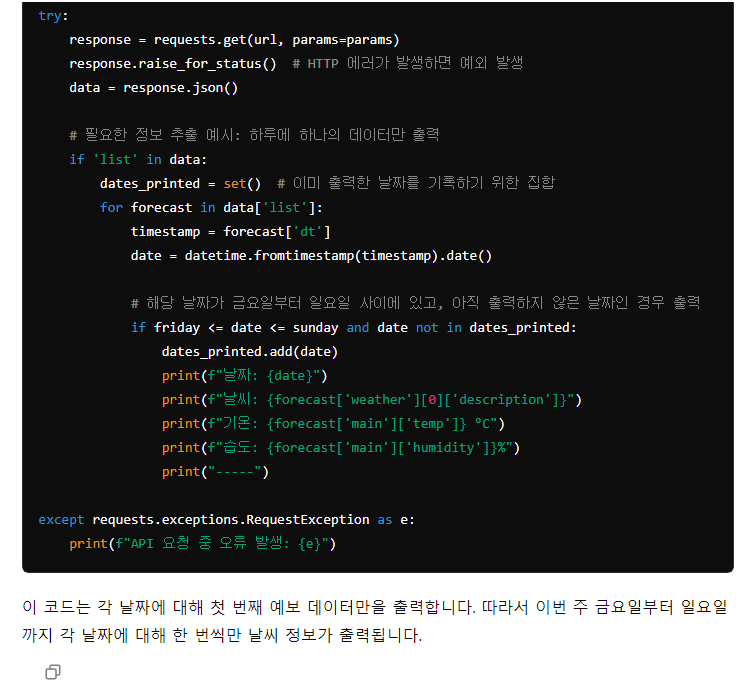 try:
    response = requests.get(url, params=params)
    response.raise_for_status()  # HTTP 에러가 발생하면 예외 발생
    data = response.json()

    # 필요한 정보 추출 예시: 하루에 하나의 데이터만 출력
    if 'list' in data:
        dates_printed = set()  # 이미 출력한 날짜를 기록하기 위한 집합
        for forecast in data['list']:
            timestamp = forecast['dt']
            date = datetime.fromtimestamp(timestamp).date()

            # 해당 날짜가 금요일부터 일요일 사이에 있고, 아직 출력하지 않은 날짜인 경우 출력
            if friday <= date <= sunday and date not in dates_printed:
                dates_printed.add(date)
                print(f"날짜: {date}")
                print(f"날씨: {forecast['weather'][0]['description']}")
                print(f"기온: {forecast['main']['temp']} °C")
                print(f"습도: {forecast['main']['humidity']}%")
                print("-----")

except requests.exceptions.RequestException as e:
    print(f"API 요청 중 오류 발생: {e}")

이 코드는 각 날짜에 대해 첫 번째 예보 데이터만을 출력합니다. 따라서 이번 주 금요일부터 일요일
까지 각 날짜에 대해 한 번씩만 날씨 정보가 출력됩니다.